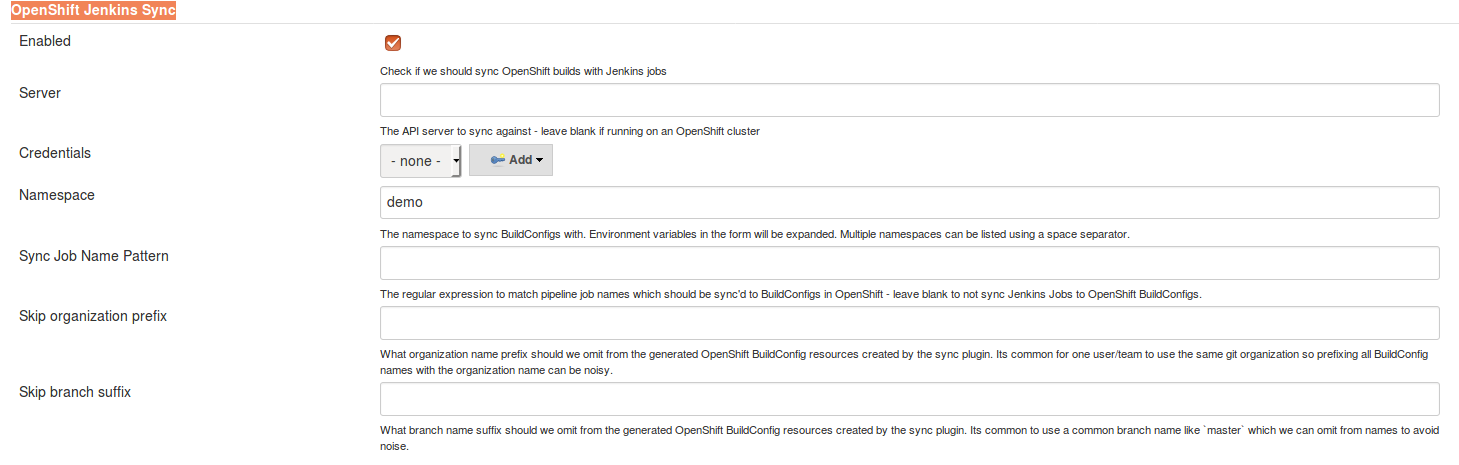 OpenShift Jenkins Sync
Enabled
Check if we should sync OpenShift builds with Jenkins jobs
Server
The API server to sync against - leave blank if running on an OpenShift cluster
Credentials
- none -
Add
Namespace
demo
The namespace to sync BuildConfigs with. Environment variables in the form will be expanded. Multiple namespaces can be listed using a space separator.
Sync Job Name Pattern
The regular expression to match pipeline job names which should be sync'd to BuildConfigs in OpenShift - leave blank to not sync Jenkins Jobs to OpenShift BuildConfigs.
Skip organization prefix
What organization name prefix should we omit from the generated OpenShift BuildConfig resources created by the sync plugin. Its common for one user/team to use the same git organization so prefixing all BuildConfig
names with the organization name can be noisy.
Skip branch suffix
What branch name suffix should we omit from the generated OpenShift BuildConfig resources created by the sync plugin. Its common to use a common branch name like `master` which we can omit from names to avoid
noise.